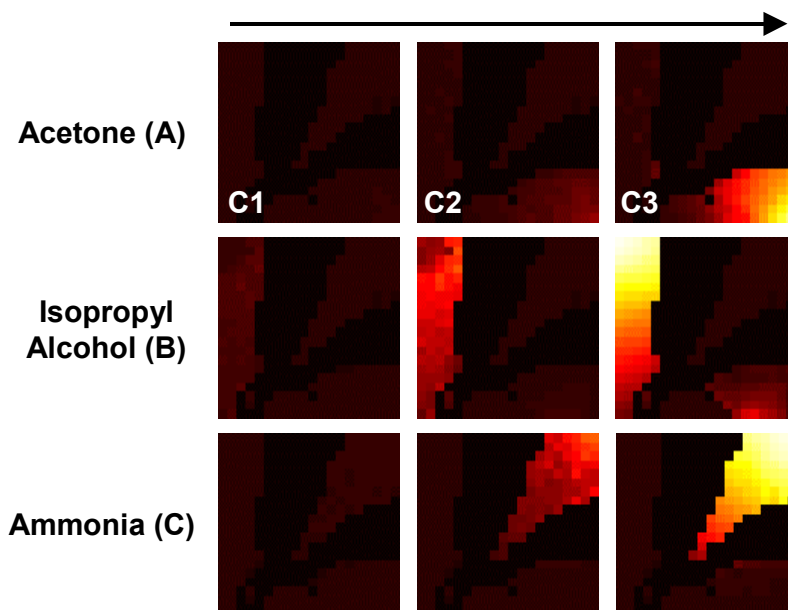 Acetone (A)
C1
C2
C3
Isopropyl
Alcohol (B)
Ammonia (C)